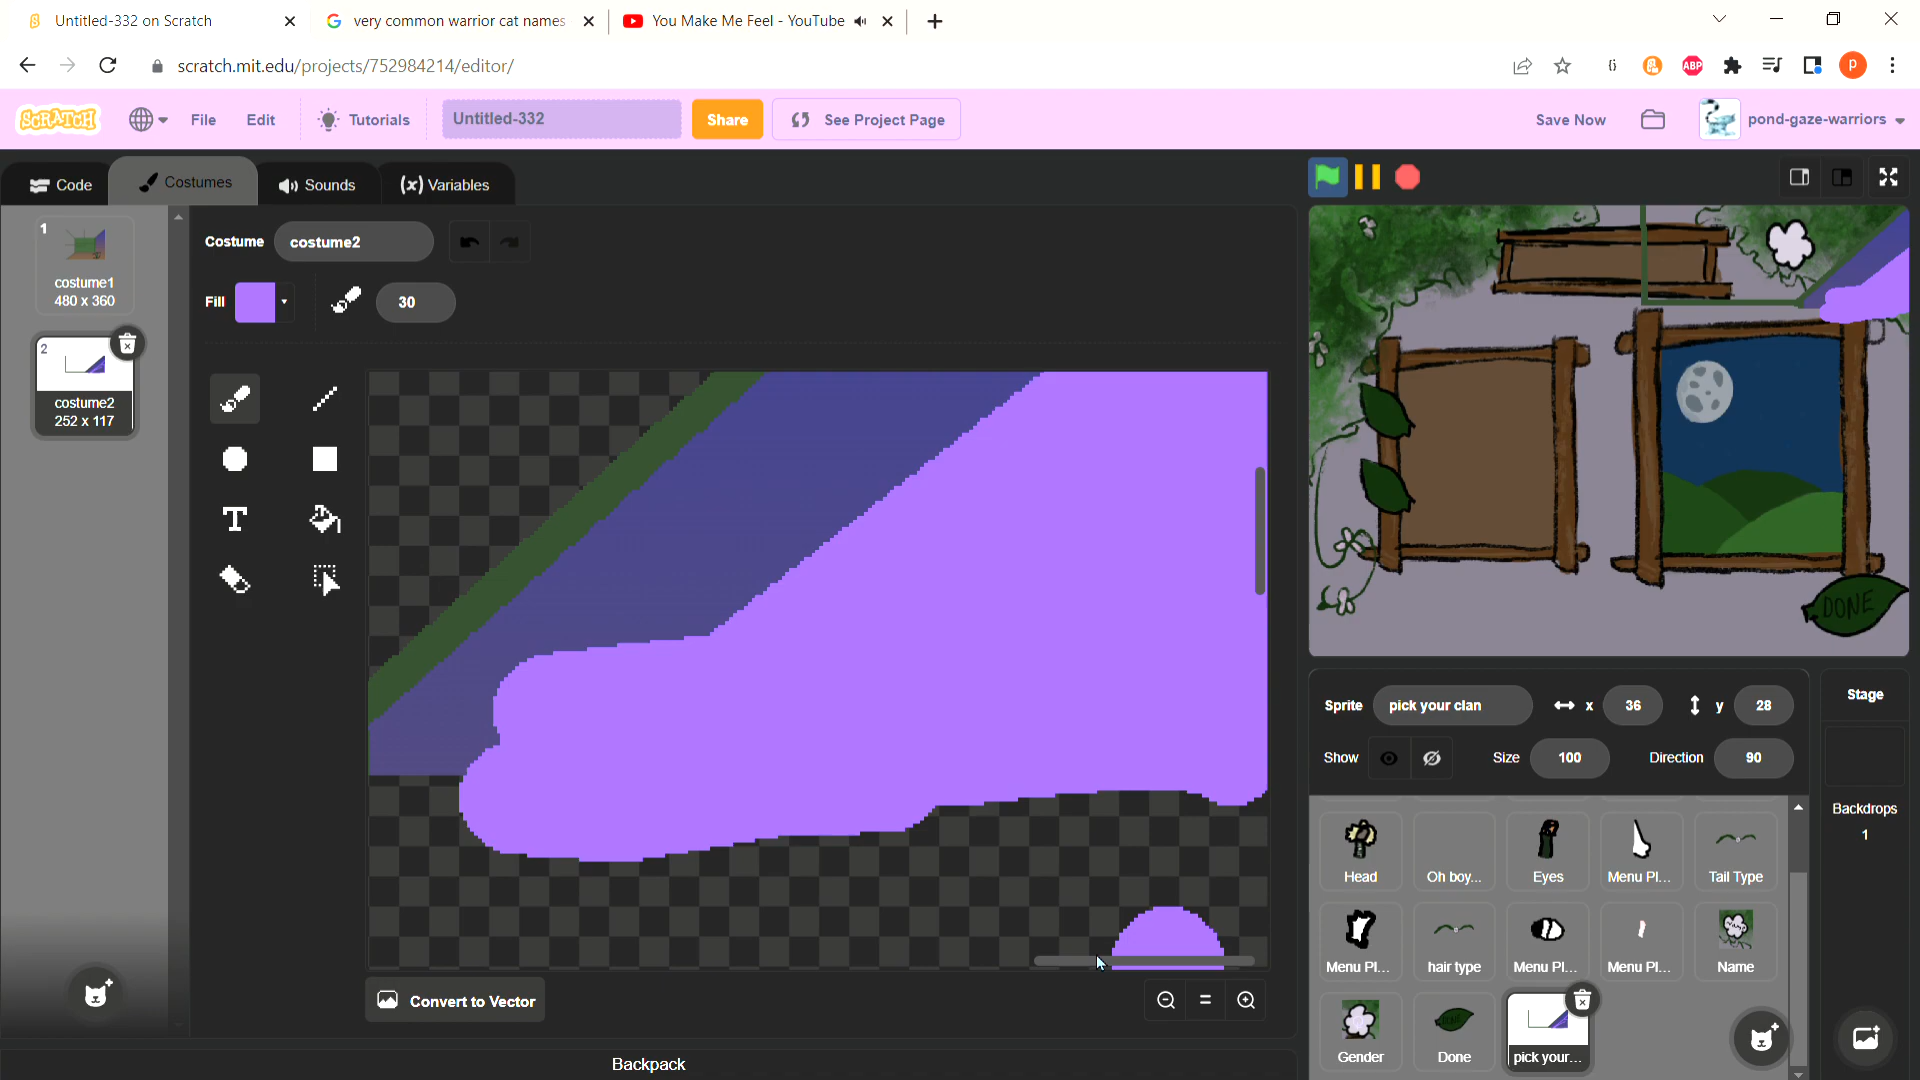 Untitled-332 on Scratch
very common warrior cat names
You Make Me Feel - YouTube
scratch.mit.edu/projects/752984214/editor/
ABP
P
SCRATCH
File
Edit
Tutorials
Untitled-332
Share
See Project Page
Save Now
pond-gaze-warriors
Code
Costumes
Sounds
(x) Variables
1
costume1
480 x 360
2
costume2
252 x 117
Costume
costume2
Fill
30
T
Convert to Vector
Backpack
DONE
Sprite
pick your clan
x
36
y
28
Show
Size
100
Direction
90
Stage
Backdrops
1
Head
Oh boy...
Eyes
Menu Pl...
Tail Type
Menu Pl...
hair type
Menu Pl...
Menu Pl...
Name
Gender
Done
pick your...